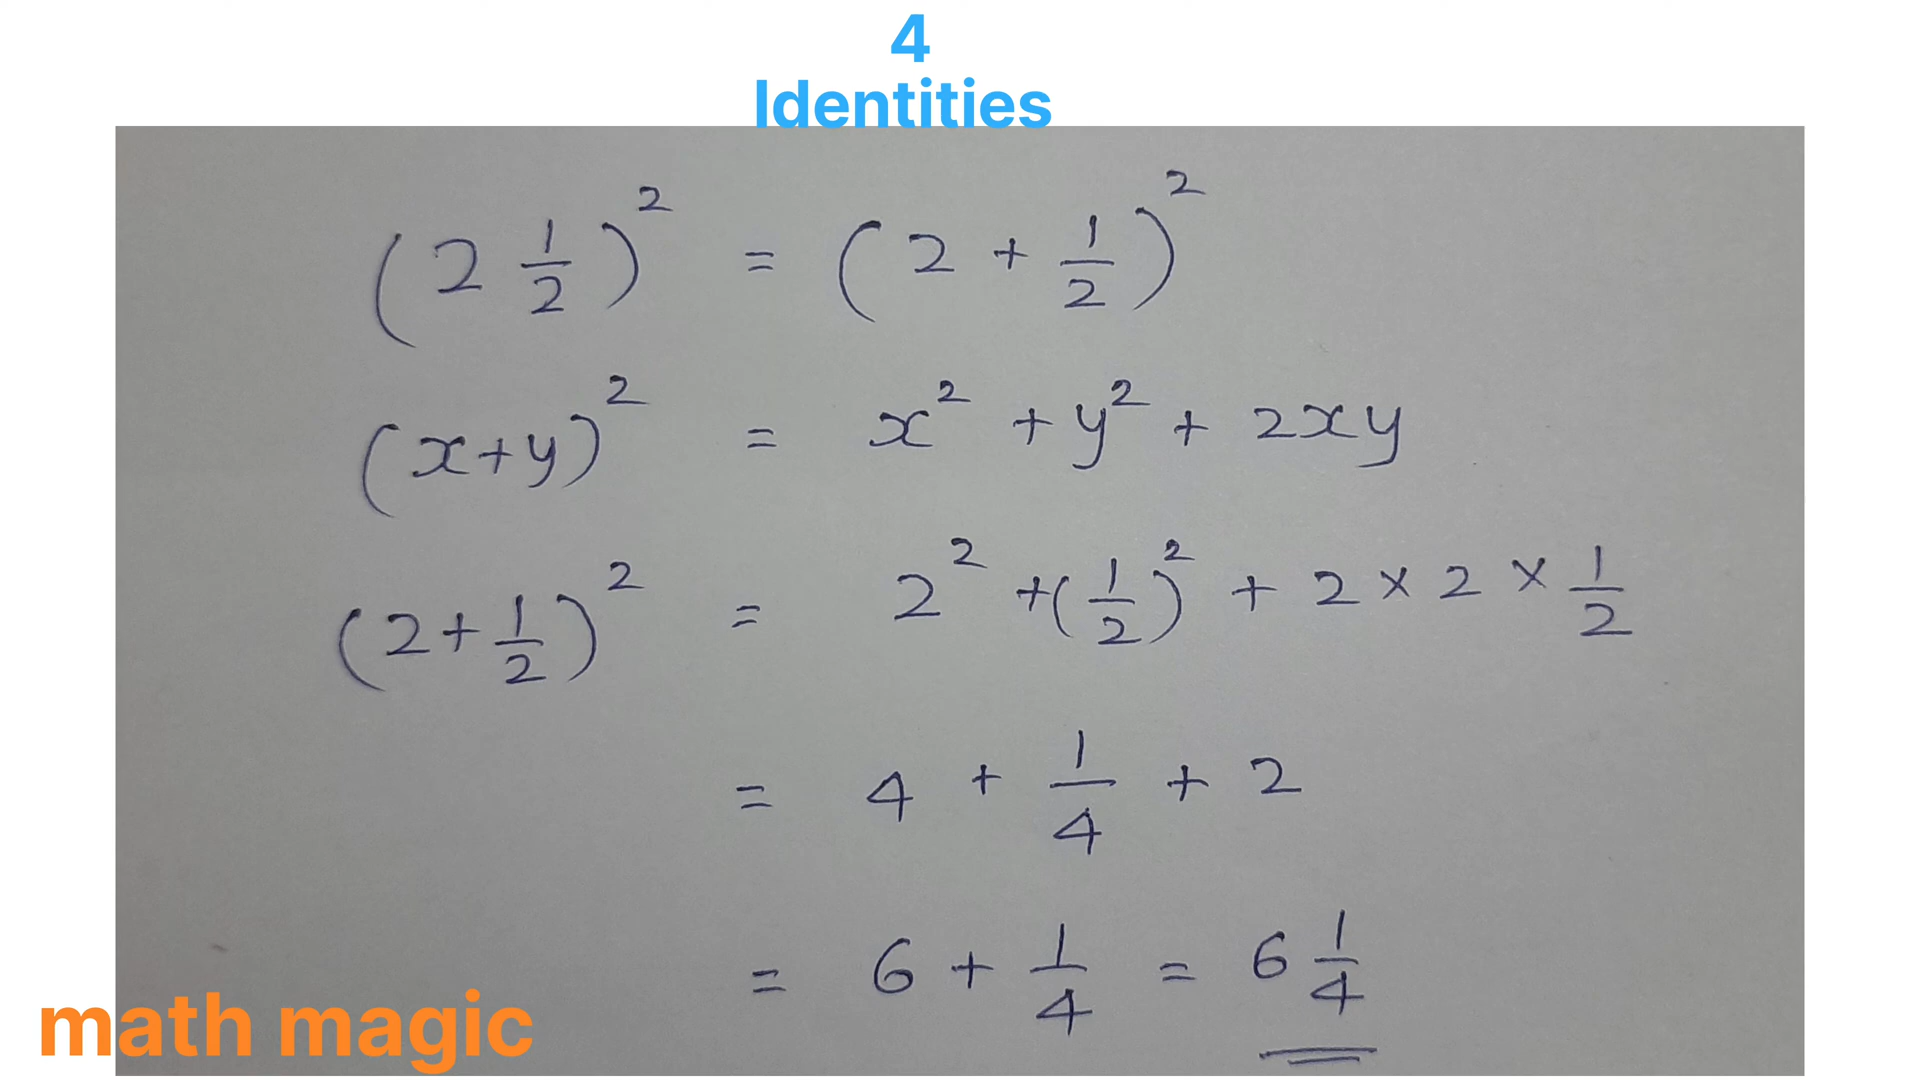 4
Identities
(2 1/2)² = (2 + 1/2)²
(x+y)² = x² + y² + 2xy
(2+1/2)² = 2² + (1/2)² + 2 × 2 × 1/2
= 4 + 1/4 + 2
= 6 + 1/4 = 6 1/4
math magic